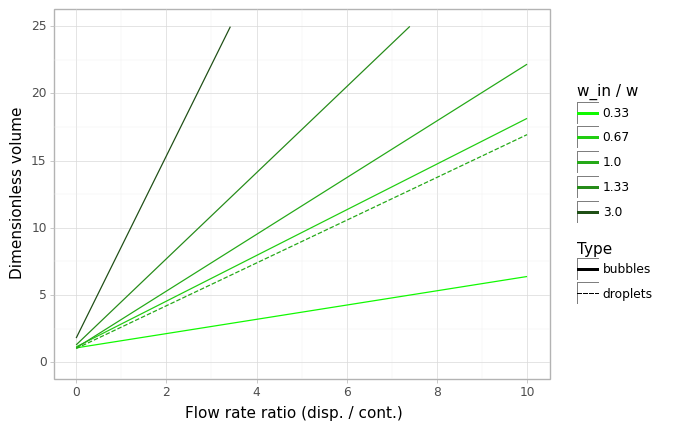 25
20
15
10
5
0
Dimensionless volume
0 2 4 6 8 10
Flow rate ratio (disp. / cont.)
w_in / w
0.33
0.67
1.0
1.33
3.0
Type
bubbles
droplets